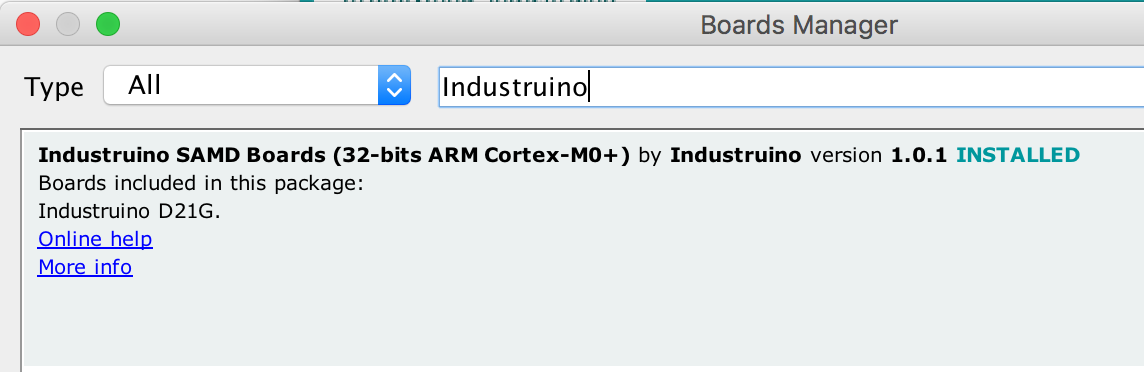 Boards Manager
Type All Industruino
Industruino SAMD Boards (32-bits ARM Cortex-M0+) by Industruino version 1.0.1 INSTALLED
Boards included in this package:
Industruino D21G.
Online help
More info